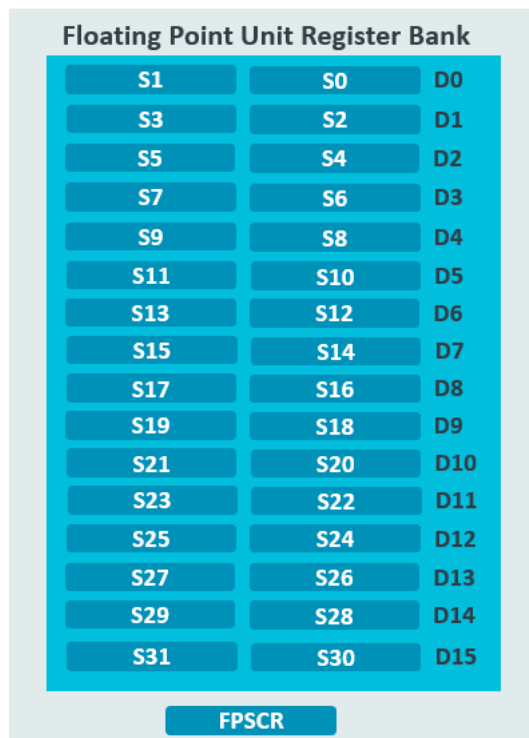 Floating Point Unit Register Bank
S1 S0 D0
S3 S2 D1
S5 S4 D2
S7 S6 D3
S9 S8 D4
S11 S10 D5
S13 S12 D6
S15 S14 D7
S17 S16 D8
S19 S18 D9
S21 S20 D10
S23 S22 D11
S25 S24 D12
S27 S26 D13
S29 S28 D14
S31 S30 D15
FPSCR